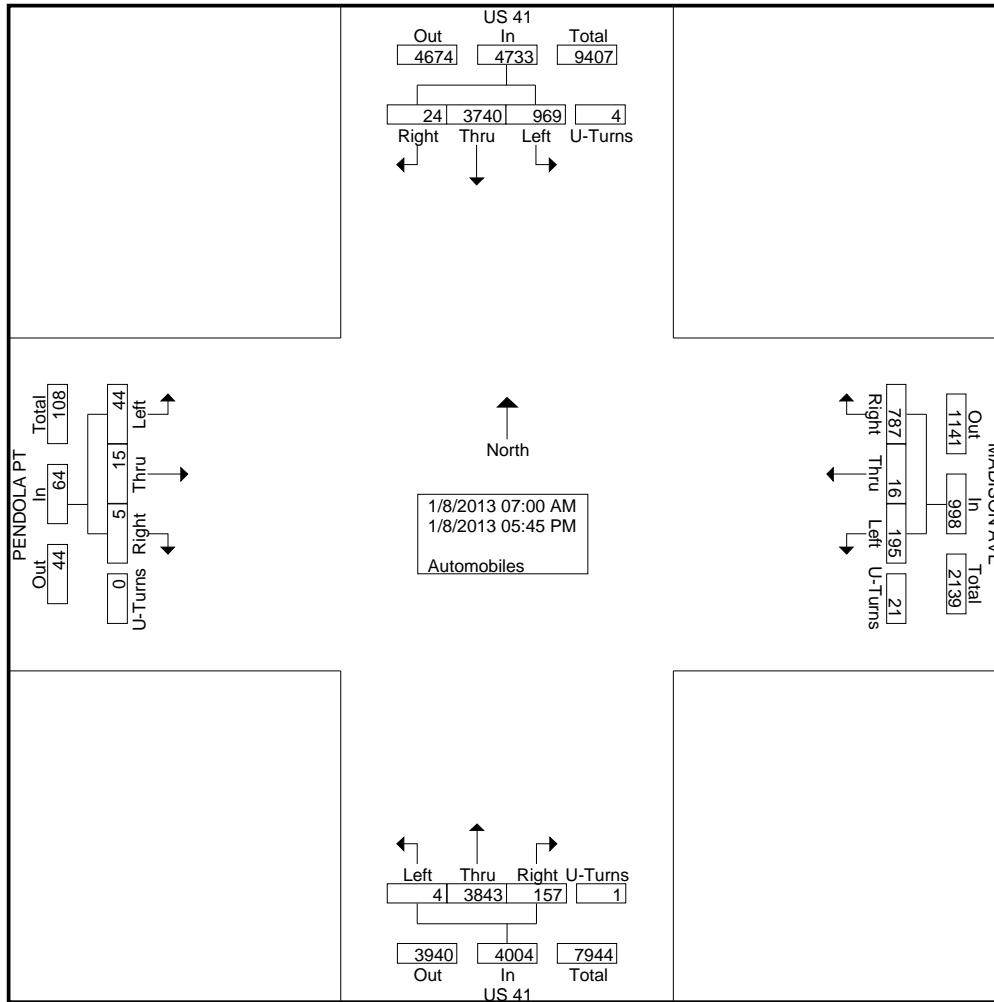 US 41
Out In Total
4674 4733 9407
24 3740 969 4
Right Thru Left U-Turns
PENDOLA PT
Total In Out
108 64 44
44 15 5 0
Left Thru Right U-Turns
North
1/8/2013 07:00 AM
1/8/2013 05:45 PM
Automobiles
Right Thru Left U-Turns
787 16 195 21
1141 998 2139
Out In Total
MADISON AVE
Left Thru Right U-Turns
4 3843 157 1
3940 4004 7944
Out In Total
US 41